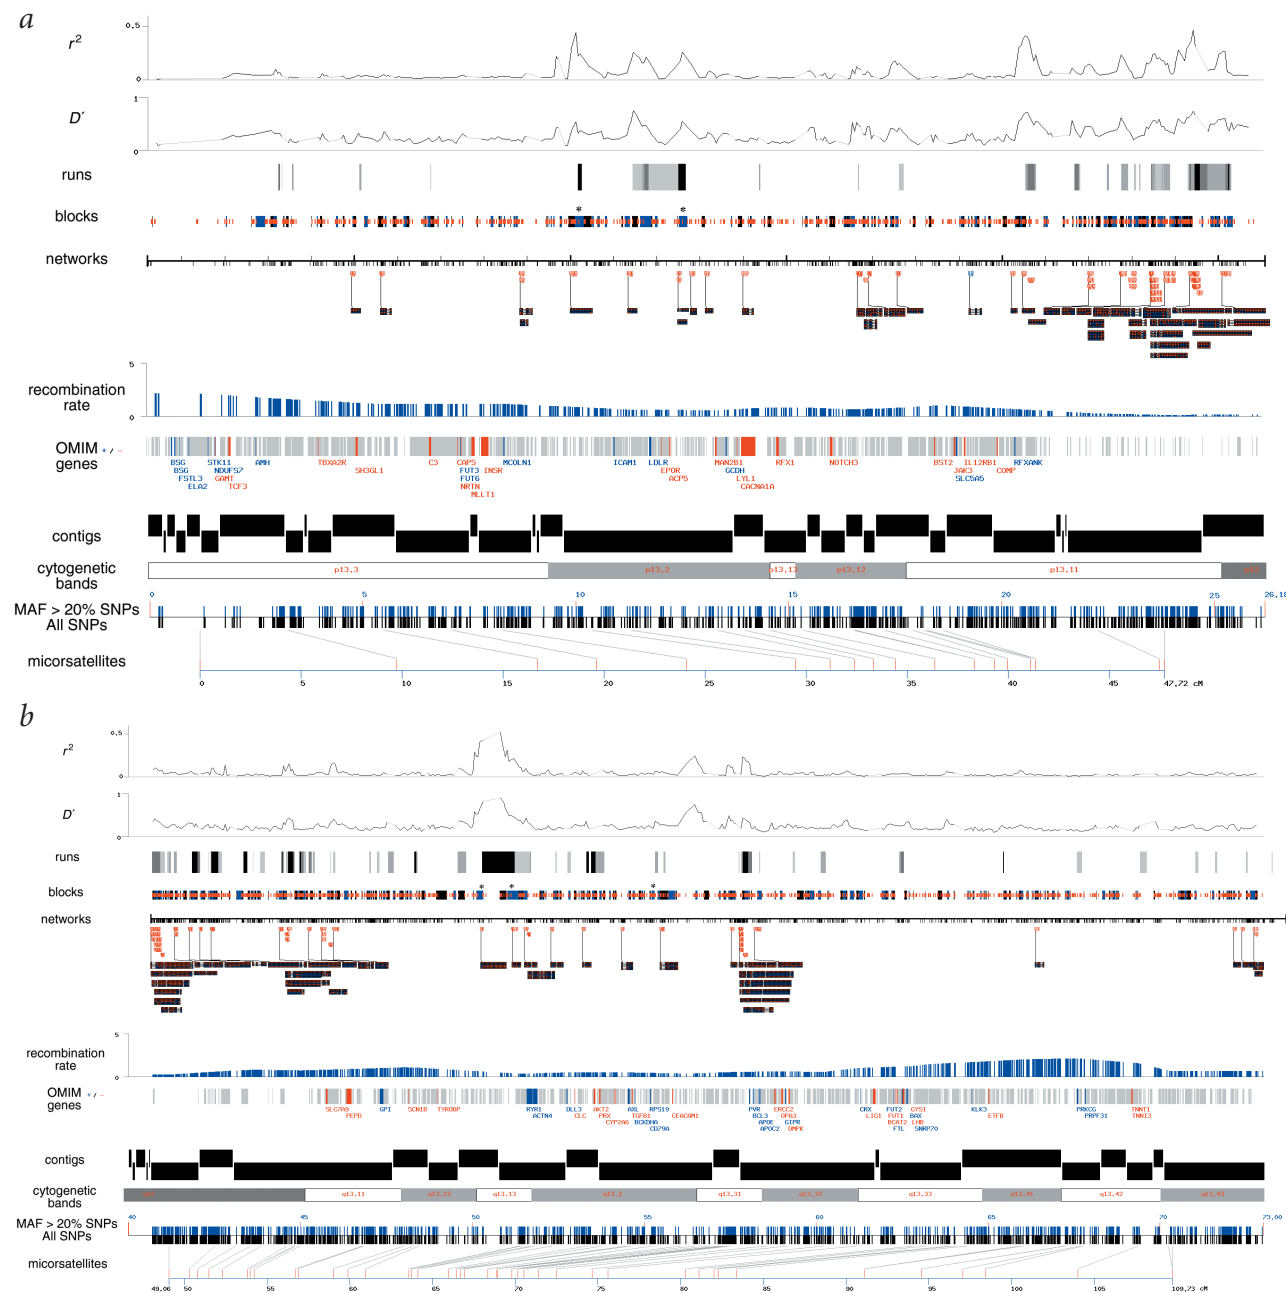 a
0.5
r²
0
1
D′
0
runs
* *
blocks
networks
5
recombination
rate
0
OMIM + / −
genes
BSG STK11 AMH TBXA2R C3 CAPS MCOLN1 ICAM1 LDLR MAN2B1 RFX1 NOTCH3 BST2 IL12RB1 RFXANK
BSG NDUFS7 SH3GL1 FUT3 INSR EPOR GCDH JAK3 COMP
FSTL3 GAMT FUT6 ACP5 LYL1 SLC5A5
ELA2 TCF3 NRTN CACNA1A
MLLT1
contigs
cytogenetic
bands
p13.3 p13.2 p13.13 p13.12 p13.11
0 5 10 15 20 25 26.18
MAF > 20% SNPs
All SNPs
micorsatellites
0 5 10 15 20 25 30 35 40 45 47.72 cM
b
0.5
r²
0
1
D′
0
runs
* * *
blocks
networks
5
recombination
rate
0
OMIM + / −
genes
SLC7A9 GPI SCN1B TYROBP RYR1 DLL3 AKT2 AXL RPS19 PVR ERCC2 CRX FUT2 GYS1 KLK3 PRKCG TNNT1
PEPD ACTN4 CLC PRX TGFB1 CEACAM1 BCL3 OPA3 LIG1 FUT1 BAX ETFB PRPF31 TNNI3
CYP2A6 BCKDHA APOE GIPR BCAT2 LHB
CD79A APOC2 DMPK FTL SNRP70
contigs
cytogenetic
bands
q13.11 q13.12 q13.13 q13.2 q13.31 q13.32 q13.33 q13.41 q13.42 q13.43
40 45 50 55 60 65 70 73.00
MAF > 20% SNPs
All SNPs
micorsatellites
49.06 50 55 60 65 70 75 80 85 90 95 100 105 109.73 cM